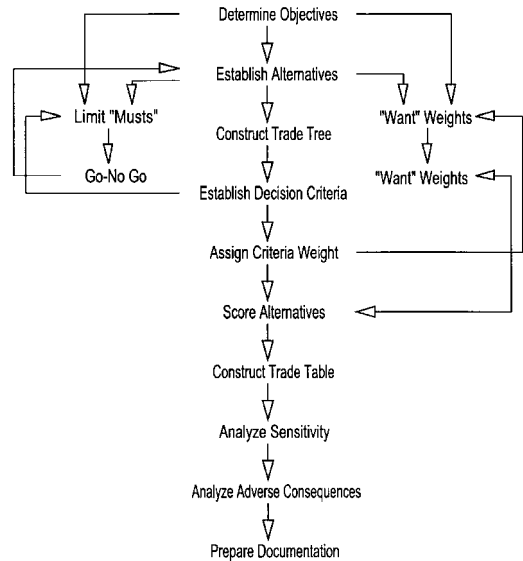 Determine Objectives
Establish Alternatives
Limit "Musts"
"Want" Weights
Construct Trade Tree
Go-No Go
"Want" Weights
Establish Decision Criteria
Assign Criteria Weight
Score Alternatives
Construct Trade Table
Analyze Sensitivity
Analyze Adverse Consequences
Prepare Documentation